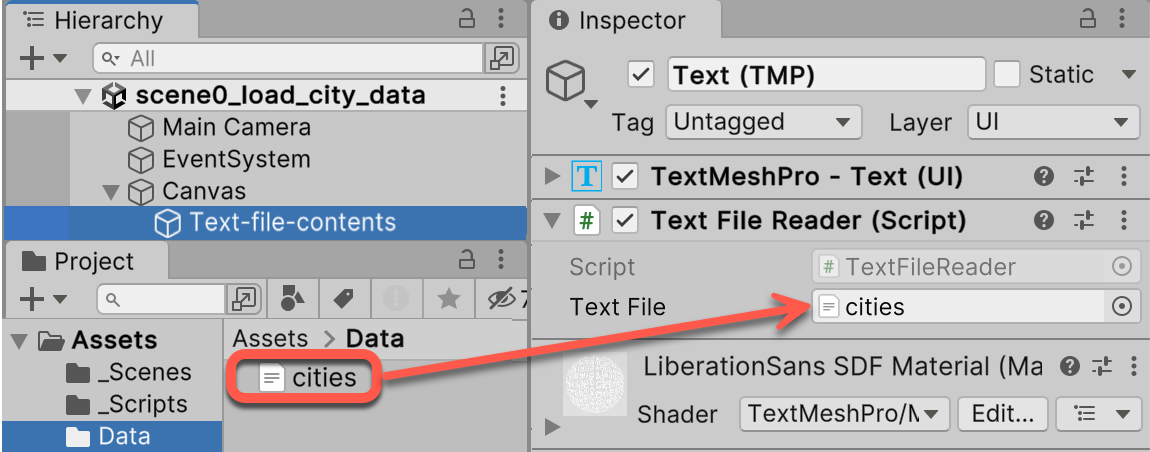 Hierarchy
All
scene0_load_city_data
Main Camera
EventSystem
Canvas
Text-file-contents
Project
7
Assets
_Scenes
_Scripts
Data
Assets > Data
cities
Inspector
Text (TMP)
Static
Tag Untagged Layer UI
T TextMeshPro - Text (UI)
# Text File Reader (Script)
Script # TextFileReader
Text File cities
LiberationSans SDF Material (Ma
Shader TextMeshPro/M Edit...